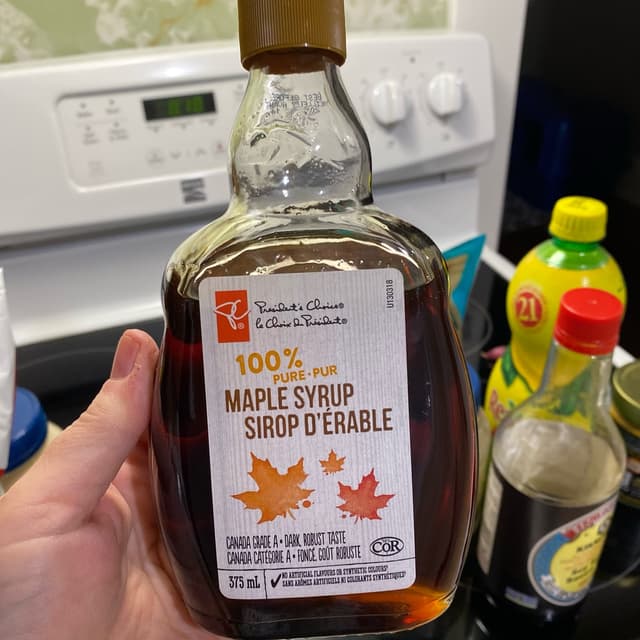 President's Choice®
le Choix du Président®
U130318
100%
PURE • PUR
MAPLE SYRUP
SIROP D'ÉRABLE
CANADA GRADE A • DARK, ROBUST TASTE
CANADA CATÉGORIE A • FONCÉ, GOÛT ROBUSTE
COR
375 mL
NO ARTIFICIAL FLAVOURS OR SYNTHETIC COLOURS!
SANS ARÔMES ARTIFICIELS NI COLORANTS SYNTHÉTIQUES!
21